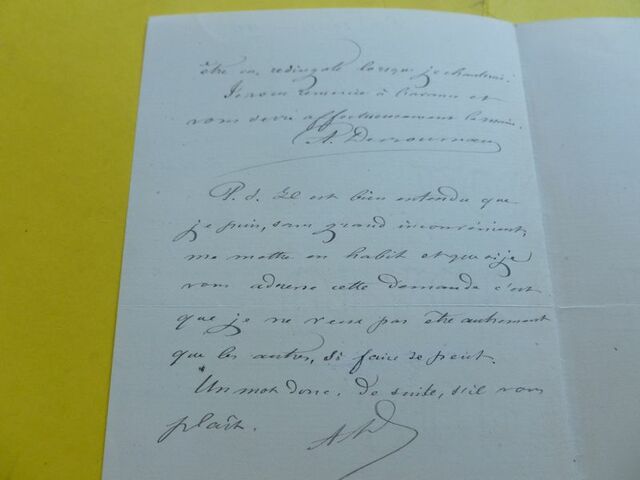 être en redingote lorsque je chanterai.
Je vous remercie à l'avance et
vous serre affectueusement la main.
A. Derrouneau
P. S. Il est bien entendu que
je puis, sans grand inconvénient,
me mettre en habit et que si je
vous adresse cette demande c'est
que je ne veux pas être autrement
que les autres, si faire se peut.
Un mot donc, de suite, s'il vous
plaît.